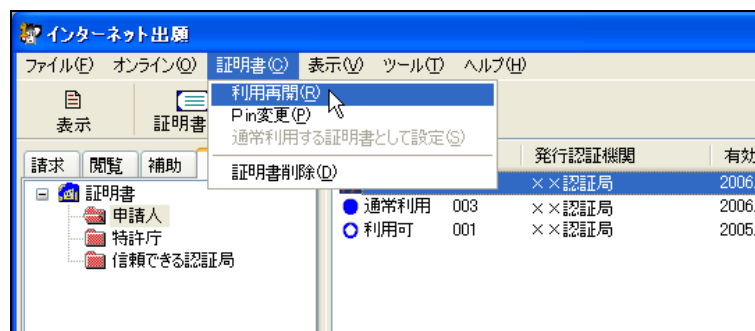 インターネット出願
ファイル(F) オンライン(O) 証明書(C) 表示(V) ツール(T) ヘルプ(H)
利用再開(R)
Pin変更(P)
通常利用する証明書として設定(S)
証明書削除(D)
表示 証明書
請求 閲覧 補助
発行認証機関 有効
証明書
申請人
特許庁
信頼できる認証局
××認証局 2006.
通常利用 003 ××認証局 2006.
利用可 001 ××認証局 2005.